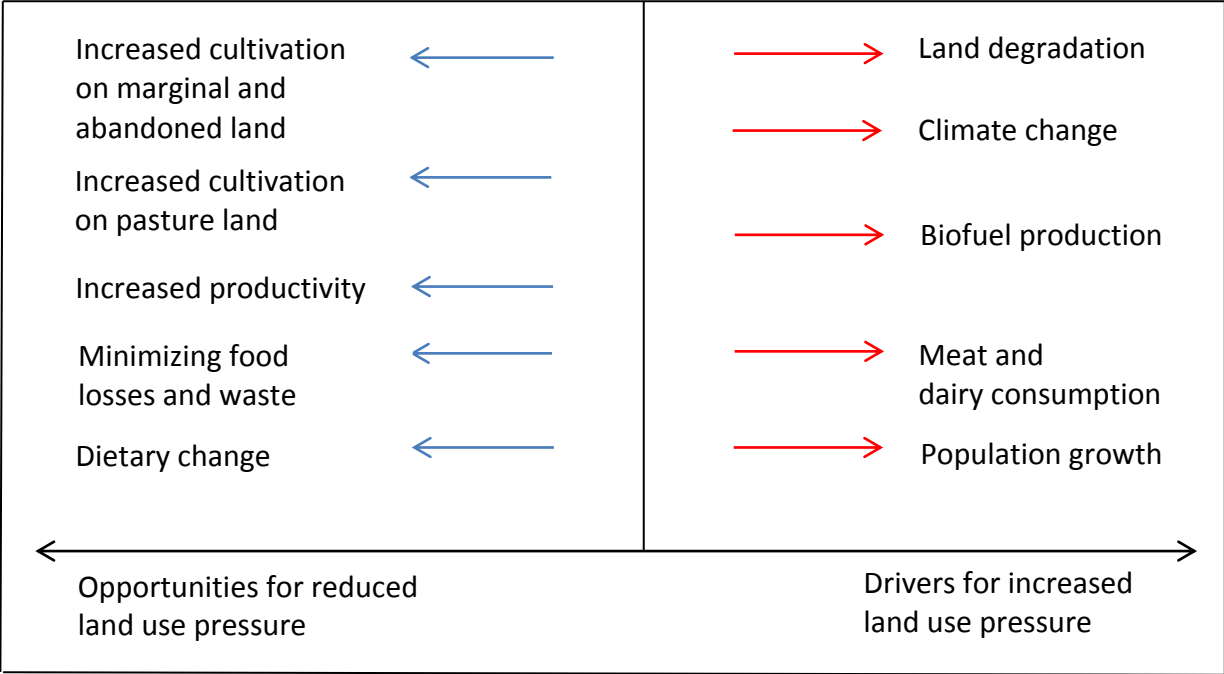 Increased cultivation
on marginal and
abandoned land
Increased cultivation
on pasture land
Increased productivity
Minimizing food
losses and waste
Dietary change
Land degradation
Climate change
Biofuel production
Meat and
dairy consumption
Population growth
Opportunities for reduced
land use pressure
Drivers for increased
land use pressure